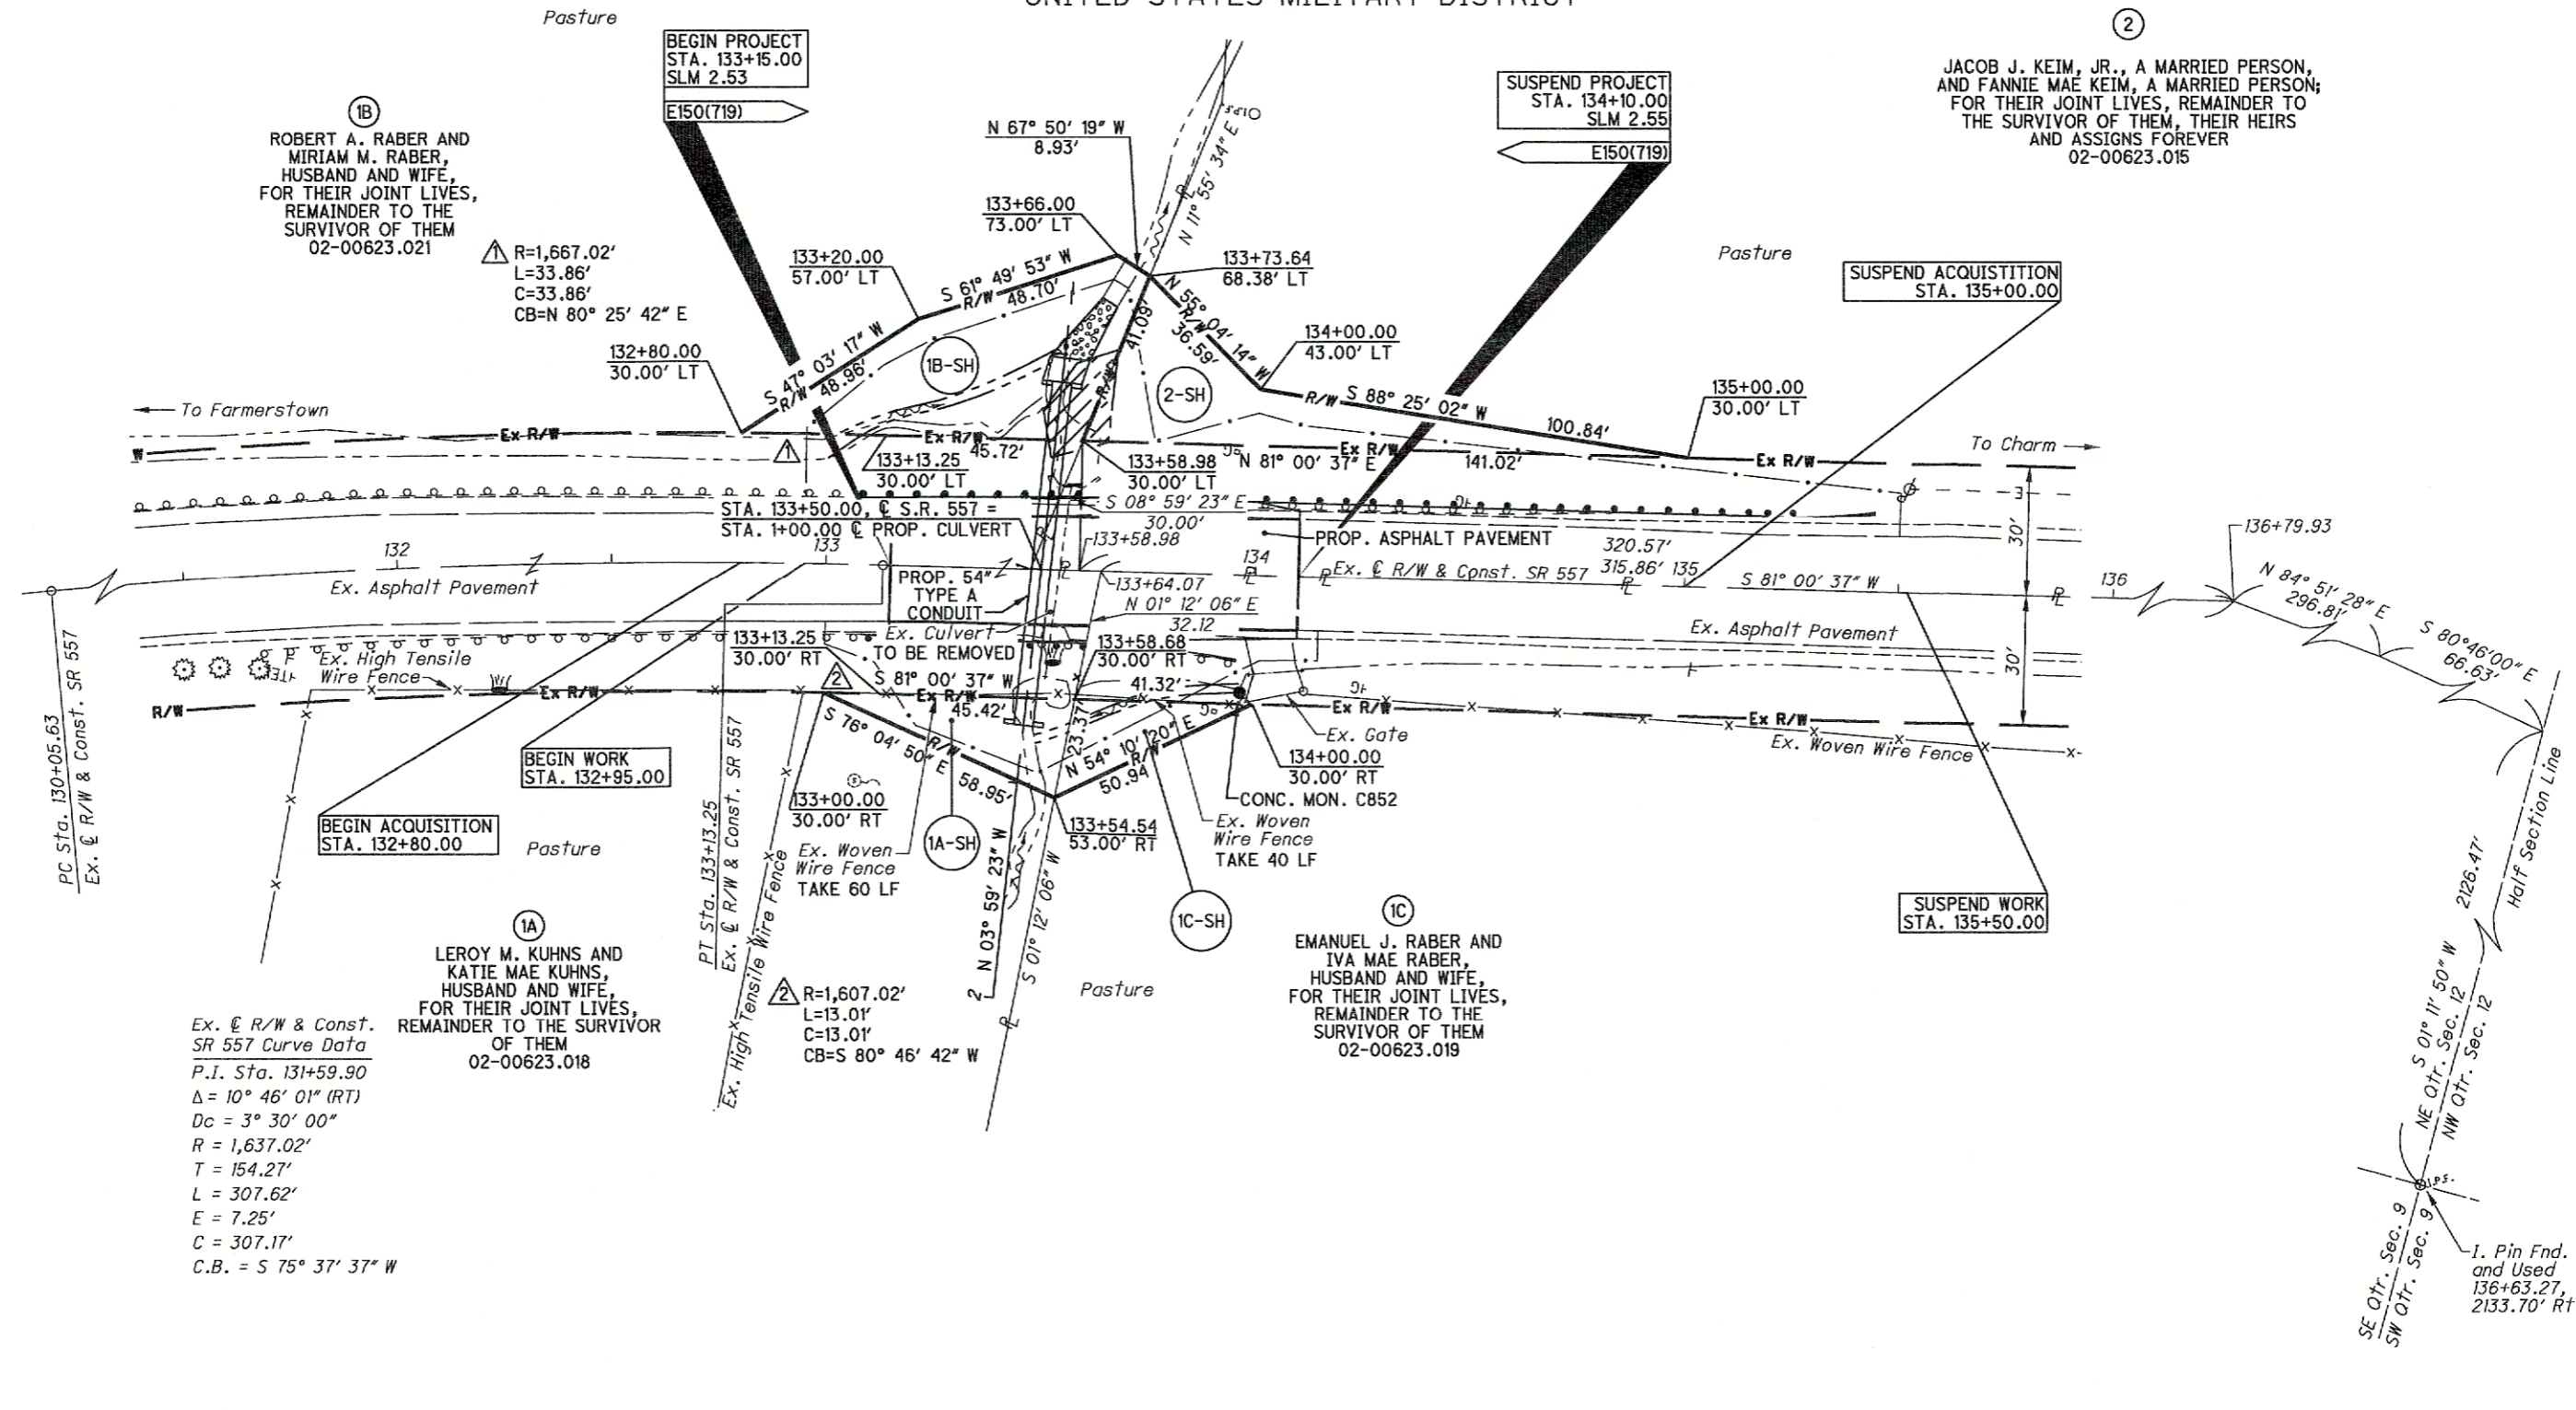 UNITED STATES MILITARY DISTRICT
Pasture
BEGIN PROJECT
STA. 133+15.00
SLM 2.53
E150(719)
1B
ROBERT A. RABER AND
MIRIAM M. RABER,
HUSBAND AND WIFE,
FOR THEIR JOINT LIVES,
REMAINDER TO THE
SURVIVOR OF THEM
02-00623.021
1 R=1,667.02'
L=33.86'
C=33.86'
CB=N 80° 25' 42" E
2
JACOB J. KEIM, JR., A MARRIED PERSON,
AND FANNIE MAE KEIM, A MARRIED PERSON;
FOR THEIR JOINT LIVES, REMAINDER TO
THE SURVIVOR OF THEM, THEIR HEIRS
AND ASSIGNS FOREVER
02-00623.015
SUSPEND PROJECT
STA. 134+10.00
SLM 2.55
E150(719)
N 67° 50' 19" W
8.93'
N 11° 55' 34" E
133+66.00
73.00' LT
133+20.00
57.00' LT
S 61° 49' 53" W
R/W 48.70'
133+73.64
68.38' LT
Pasture
SUSPEND ACQUISTITION
STA. 135+00.00
132+80.00
30.00' LT
S 47° 03' 17" W
R/W 48.96'
1B-SH
41.09'
R/W
N 55° 04' 14" W
R/W
36.59'
134+00.00
43.00' LT
2-SH
R/W S 88° 25' 02" W
100.84'
135+00.00
30.00' LT
To Farmerstown
To Charm
Ex R/W
Ex R/W
45.72'
Ex R/W
Ex R/W
W
1
133+13.25
30.00' LT
133+58.98
30.00' LT
N 81° 00' 37" E
141.02'
STA. 133+50.00, ℄ S.R. 557 =
STA. 1+00.00 ℄ PROP. CULVERT
S 08° 59' 23" E
30.00'
133+58.98
PROP. ASPHALT PAVEMENT
30'
136+79.93
132
133
134
320.57'
315.86'
135
136
Ex. Asphalt Pavement
PROP. 54"
TYPE A
CONDUIT
133+64.07
Ex. ℄ R/W & Const. SR 557
S 81° 00' 37" W
N 84° 51' 28" E
296.81'
N 01° 12' 06" E
32.12
S 80°46'00" E
66.63'
133+13.25
30.00' RT
Ex. Culvert
TO BE REMOVED
133+58.68
30.00' RT
Ex. Asphalt Pavement
30'
Ex. High Tensile
Wire Fence
R/W
Ex R/W
2
S 81° 00' 37" W
Ex R/W
45.42'
41.32'
Ex R/W
Ex R/W
Ex. Gate
Ex. Woven Wire Fence
PC Sta. 130+05.63
Ex. ℄ R/W & Const. SR 557
BEGIN WORK
STA. 132+95.00
PT Sta. 133+13.25
Ex. ℄ R/W & Const. SR 557
S 76° 04' 50" E
R/W
58.95'
23.37'
N 54° 10' 20" E
R/W
50.94
134+00.00
30.00' RT
CONC. MON. C852
133+00.00
30.00' RT
BEGIN ACQUISITION
STA. 132+80.00
Pasture
Ex. Woven
Wire Fence
TAKE 60 LF
1A-SH
133+54.54
53.00' RT
Ex. Woven
Wire Fence
TAKE 40 LF
1C-SH
SUSPEND WORK
STA. 135+50.00
1A
LEROY M. KUHNS AND
KATIE MAE KUHNS,
HUSBAND AND WIFE,
FOR THEIR JOINT LIVES,
REMAINDER TO THE SURVIVOR
OF THEM
02-00623.018
Ex. High Tensile Wire Fence
2 N 03° 59' 23" W
S 01° 12' 06" W
2 R=1,607.02'
L=13.01'
C=13.01'
CB=S 80° 46' 42" W
Pasture
1C
EMANUEL J. RABER AND
IVA MAE RABER,
HUSBAND AND WIFE,
FOR THEIR JOINT LIVES,
REMAINDER TO THE
SURVIVOR OF THEM
02-00623.019
Ex. ℄ R/W & Const.
SR 557 Curve Data
P.I. Sta. 131+59.90
Δ = 10° 46' 01" (RT)
Dc = 3° 30' 00"
R = 1,637.02'
T = 154.27'
L = 307.62'
E = 7.25'
C = 307.17'
C.B. = S 75° 37' 37" W
S 01° 11' 50" W 2126.47'
Half Section Line
NE Qtr. Sec. 12
NW Qtr. Sec. 12
I.P.S.
SE Qtr. Sec. 9
SW Qtr. Sec. 9
I. Pin Fnd.
and Used
136+63.27,
2133.70' Rt